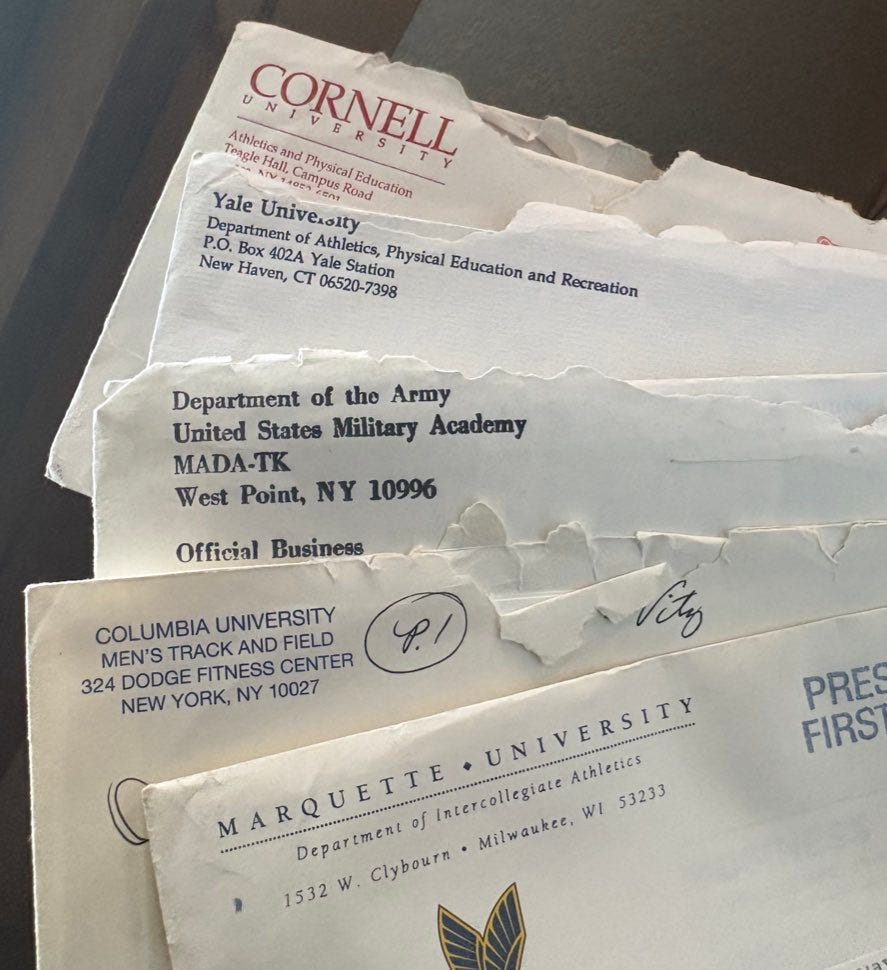 CORNELL
UNIVERSITY
Athletics and Physical Education
Teagle Hall, Campus Road
NY 14853-6501
Yale University
Department of Athletics, Physical Education and Recreation
P.O. Box 402A Yale Station
New Haven, CT 06520-7398
Department of the Army
United States Military Academy
MADA-TK
West Point, NY 10996
Official Business
COLUMBIA UNIVERSITY
MEN'S TRACK AND FIELD
324 DODGE FITNESS CENTER
NEW YORK, NY 10027
P.1
MARQUETTE • UNIVERSITY
Department of Intercollegiate Athletics
1532 W. Clybourn • Milwaukee, WI 53233
PRES
FIRST